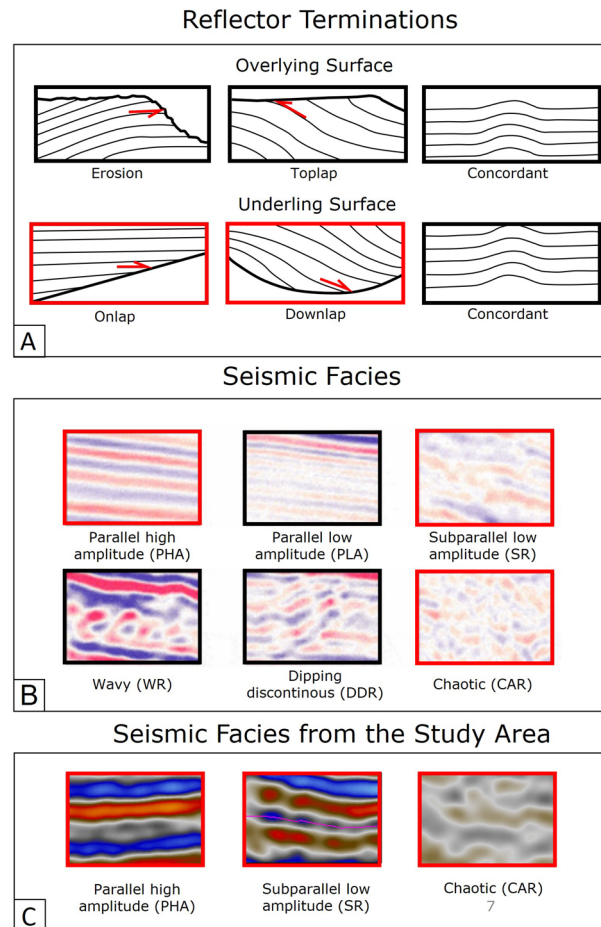 Reflector Terminations
Overlying Surface
Erosion
Toplap
Concordant
Underling Surface
Onlap
Downlap
Concordant
A
Seismic Facies
Parallel high
amplitude (PHA)
Parallel low
amplitude (PLA)
Subparallel low
amplitude (SR)
Wavy (WR)
Dipping
discontinous (DDR)
Chaotic (CAR)
B
Seismic Facies from the Study Area
Parallel high
amplitude (PHA)
Subparallel low
amplitude (SR)
Chaotic (CAR)
7
C